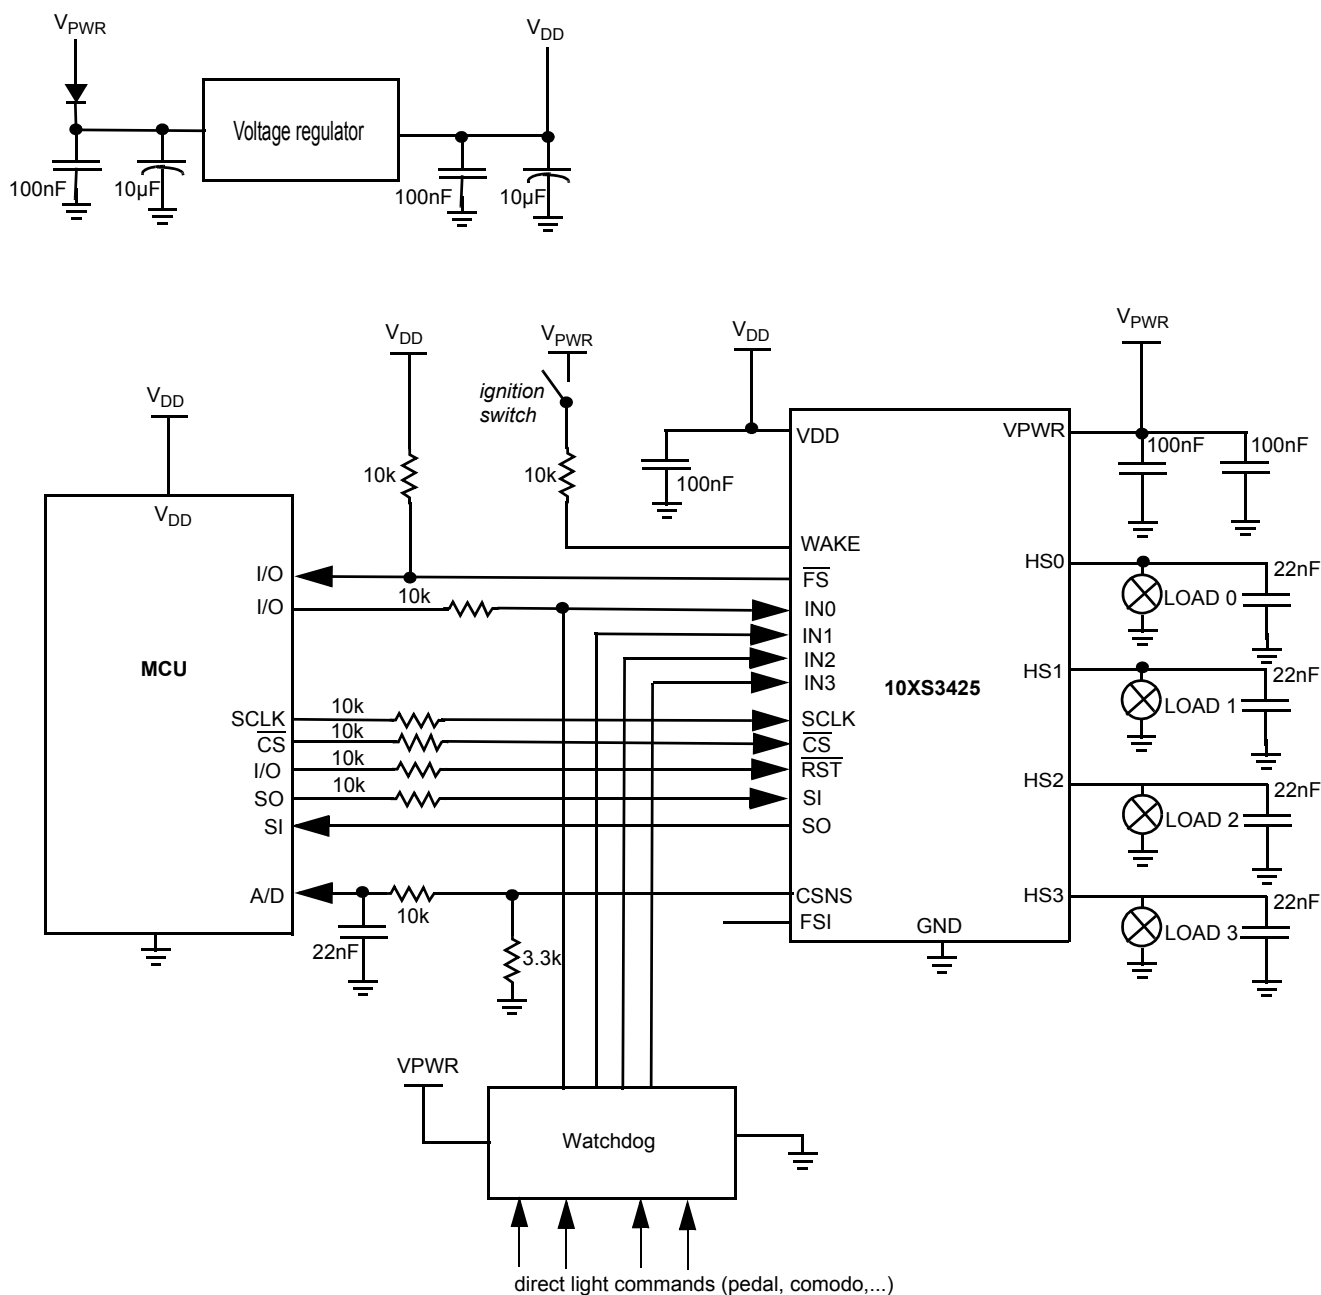 VPWR
VDD
Voltage regulator
100nF
10µF
100nF
10µF
VDD
VPWR
VDD
VPWR
ignition
switch
VDD
VDD
VPWR
100nF
100nF
10k
10k
100nF
VDD
WAKE
HS0
22nF
I/O
FS
10k
I/O
IN0
LOAD 0
IN1
MCU
IN2
10XS3425
HS1
22nF
IN3
LOAD 1
10k
SCLK
SCLK
10k
CS
CS
10k
I/O
RST
HS2
22nF
10k
SO
SI
LOAD 2
SI
SO
A/D
CSNS
HS3
22nF
10k
FSI
GND
LOAD 3
22nF
3.3k
VPWR
Watchdog
direct light commands (pedal, comodo,...)